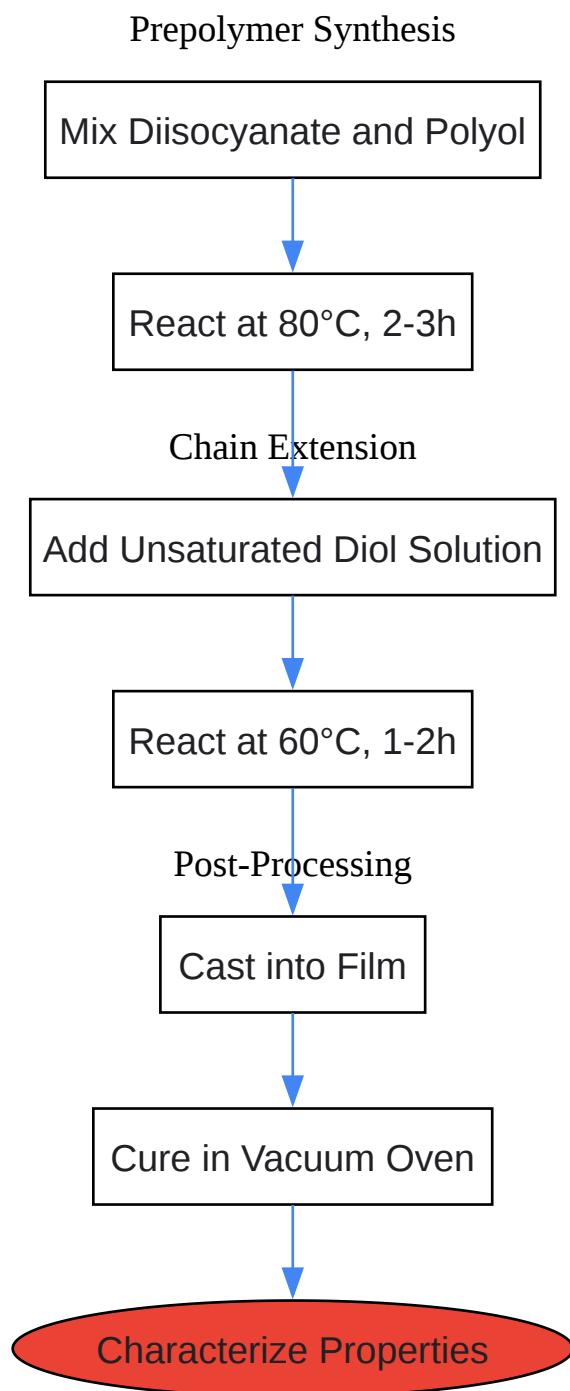 Prepolymer Synthesis
Mix Diisocyanate and Polyol
React at 80°C, 2-3h
Chain Extension
Add Unsaturated Diol Solution
React at 60°C, 1-2h
Post-Processing
Cast into Film
Cure in Vacuum Oven
Characterize Properties